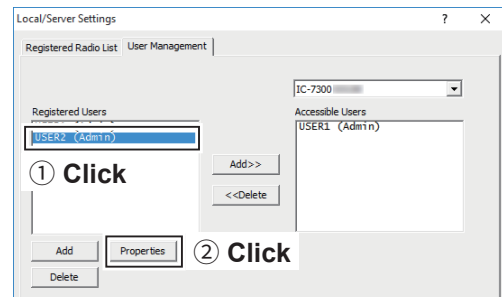 Local/Server Settings ? ×
Registered Radio List User Management
IC-7300
Registered Users Accessible Users
USER2 (Admin) USER1 (Admin)
① Click
Add>>
<<Delete
Add Properties ② Click
Delete